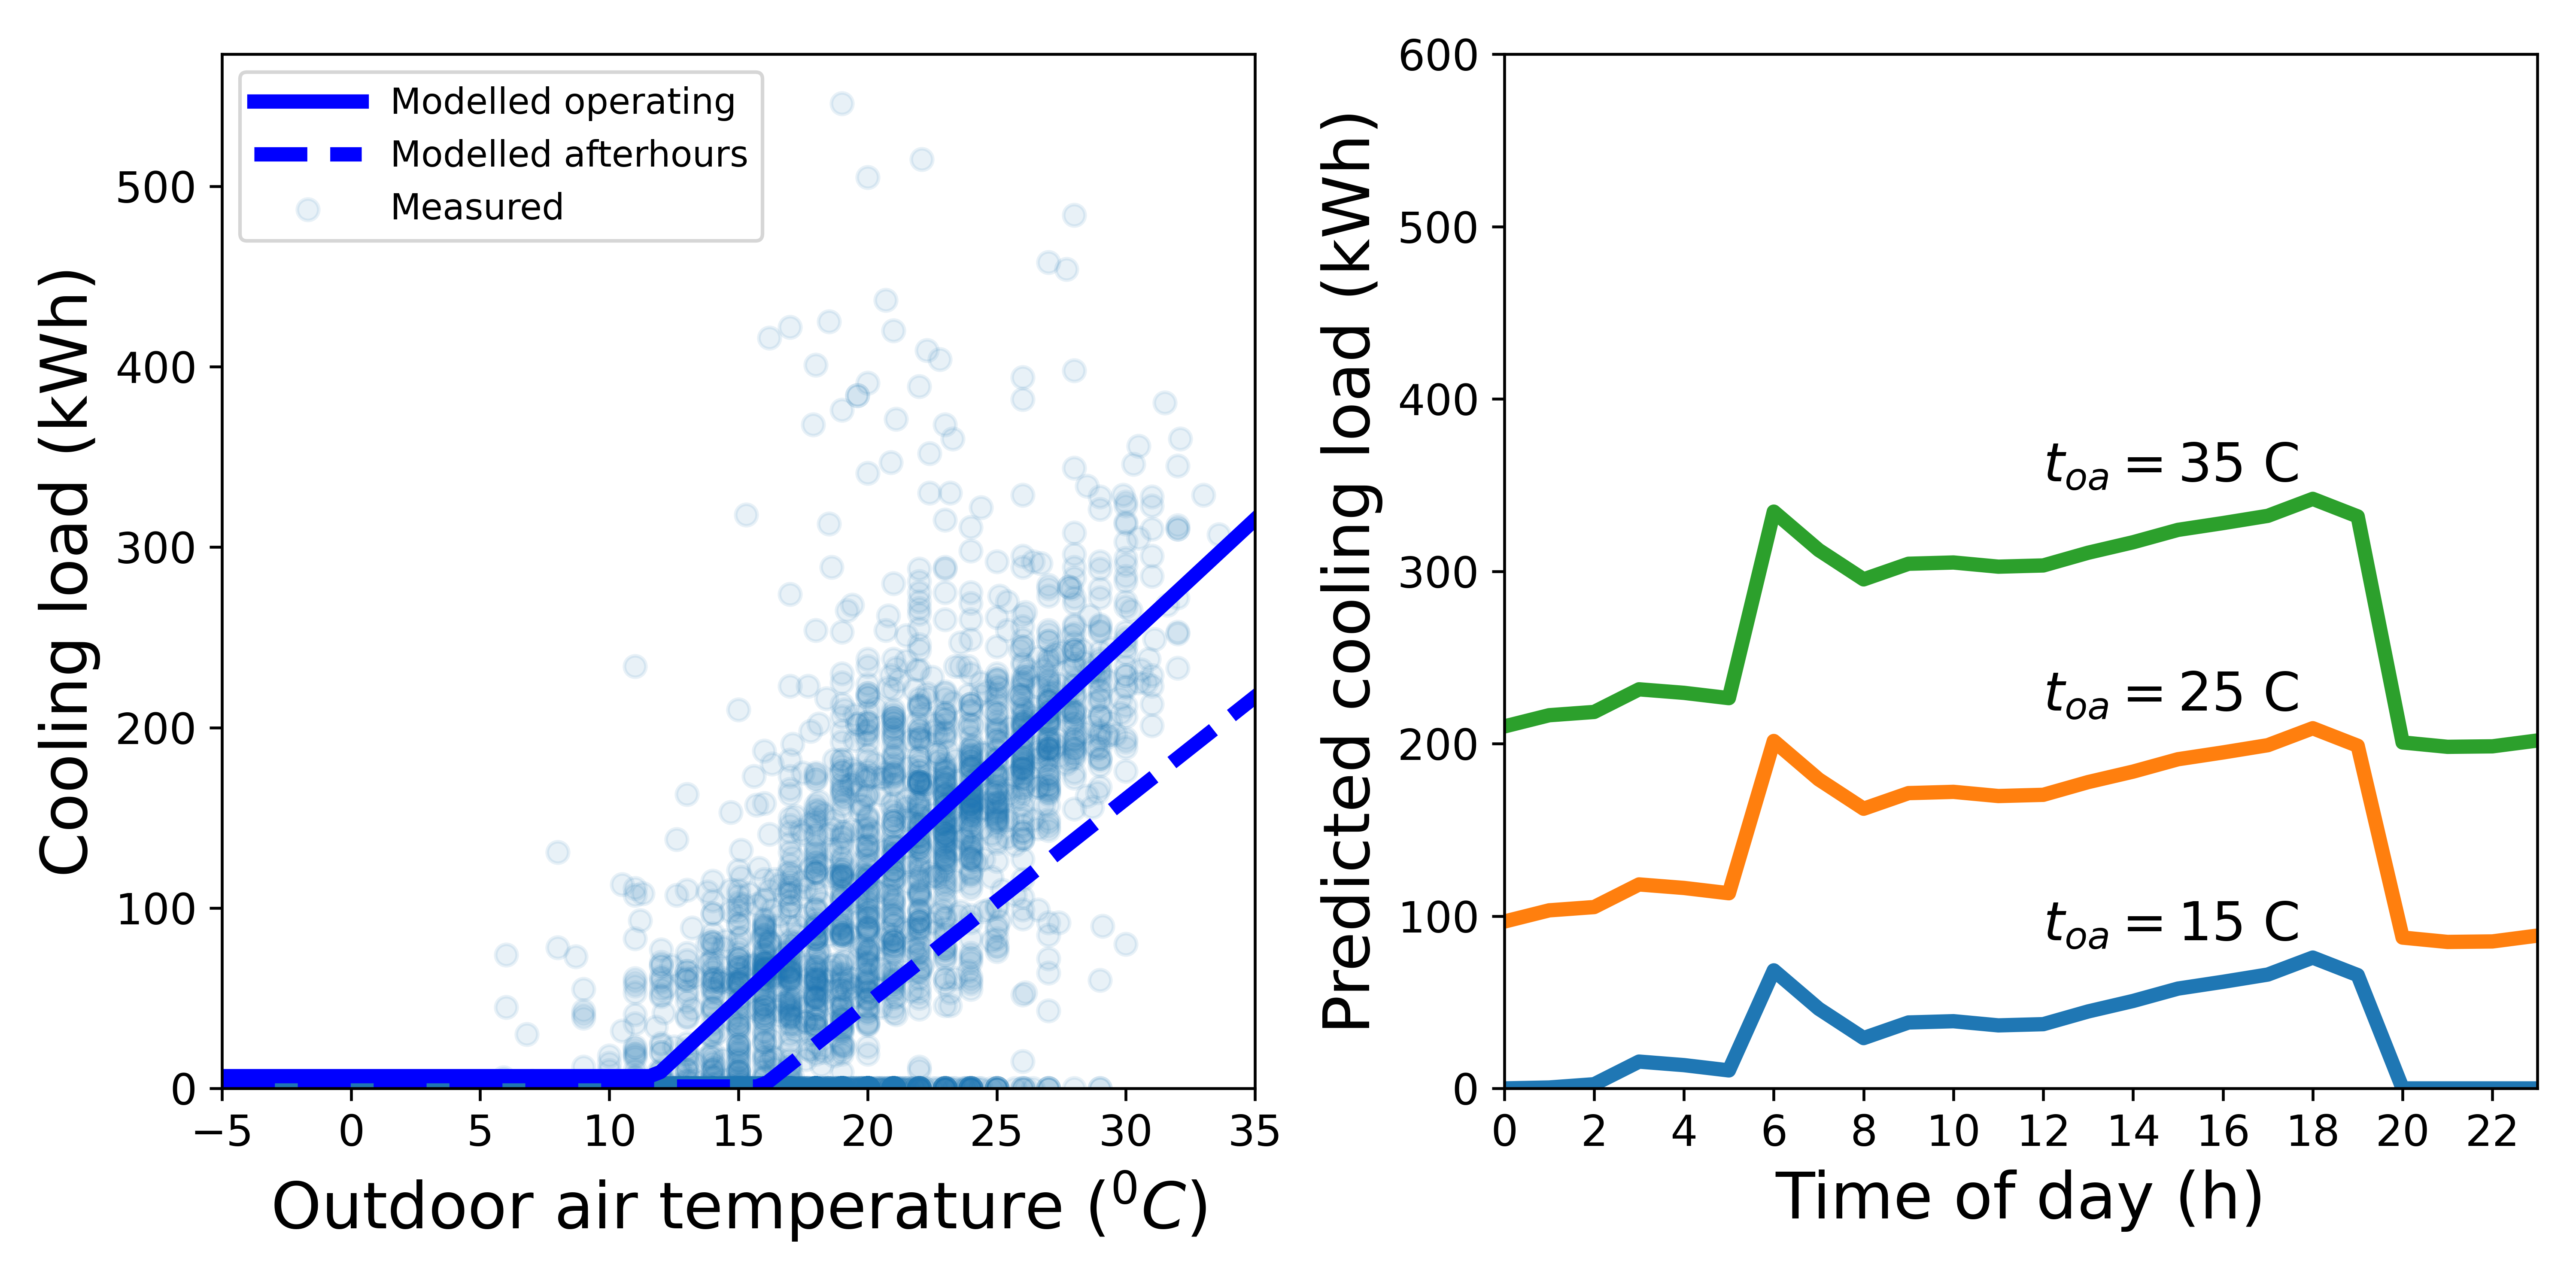 Cooling load (kWh)
500
400
300
200
100
0
Modelled operating
Modelled afterhours
Measured
−5 0 5 10 15 20 25 30 35
Outdoor air temperature (⁰C)
Predicted cooling load (kWh)
600
500
400
300
200
100
0
t_oa = 35 C
t_oa = 25 C
t_oa = 15 C
0 2 4 6 8 10 12 14 16 18 20 22
Time of day (h)